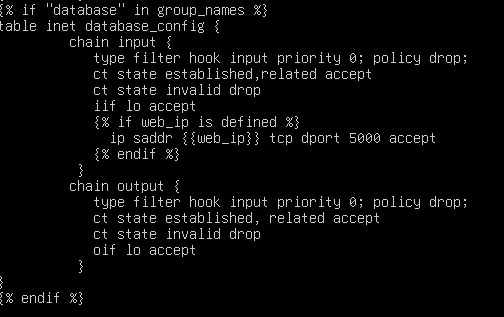 {% if "database" in group_names %}
table inet database_config {
chain input {
type filter hook input priority 0; policy drop;
ct state established,related accept
ct state invalid drop
iif lo accept
{% if web_ip is defined %}
ip saddr {{web_ip}} tcp dport 5000 accept
{% endif %}
}
chain output {
type filter hook input priority 0; policy drop;
ct state established, related accept
ct state invalid drop
oif lo accept
}
}
{% endif %}